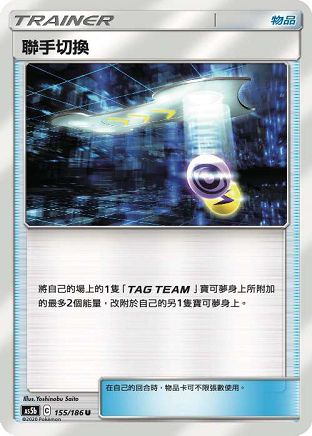 TRAINER 物品
聯手切換
將自己的場上的1隻「TAG TEAM」寶可夢身上所附加
的最多2個能量，改附於自己的另1隻寶可夢身上。
Illus. Yoshinobu Saito
在自己的回合時，物品卡可不限張數使用。
AS5b C 155/186 U
©2020 Pokémon